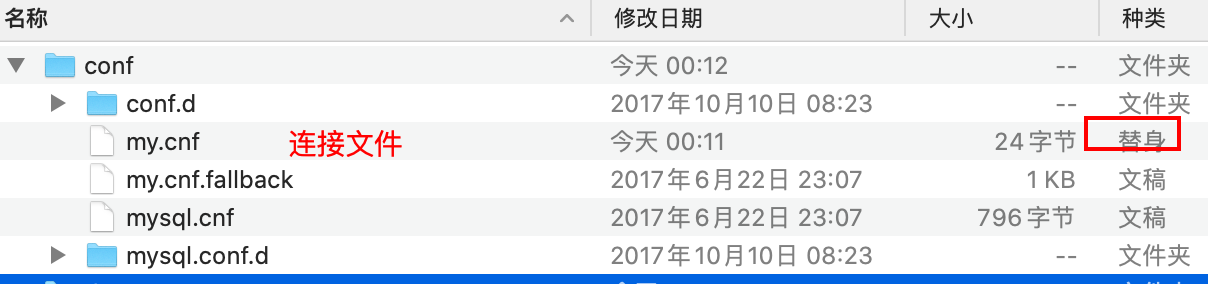 名称 修改日期 大小 种类
conf 今天 00:12 -- 文件夹
conf.d 2017年10月10日 08:23 -- 文件夹
my.cnf 连接文件 今天 00:11 24 字节 替身
my.cnf.fallback 2017年6月22日 23:07 1 KB 文稿
mysql.cnf 2017年6月22日 23:07 796 字节 文稿
mysql.conf.d 2017年10月10日 08:23 -- 文件夹